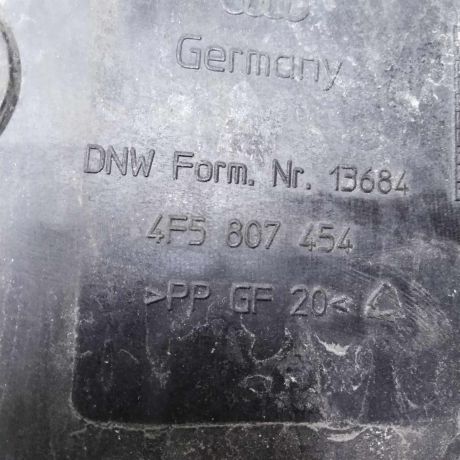 Germany
DNW Form. Nr. 13684
4F5 807 454
>PP GF 20<